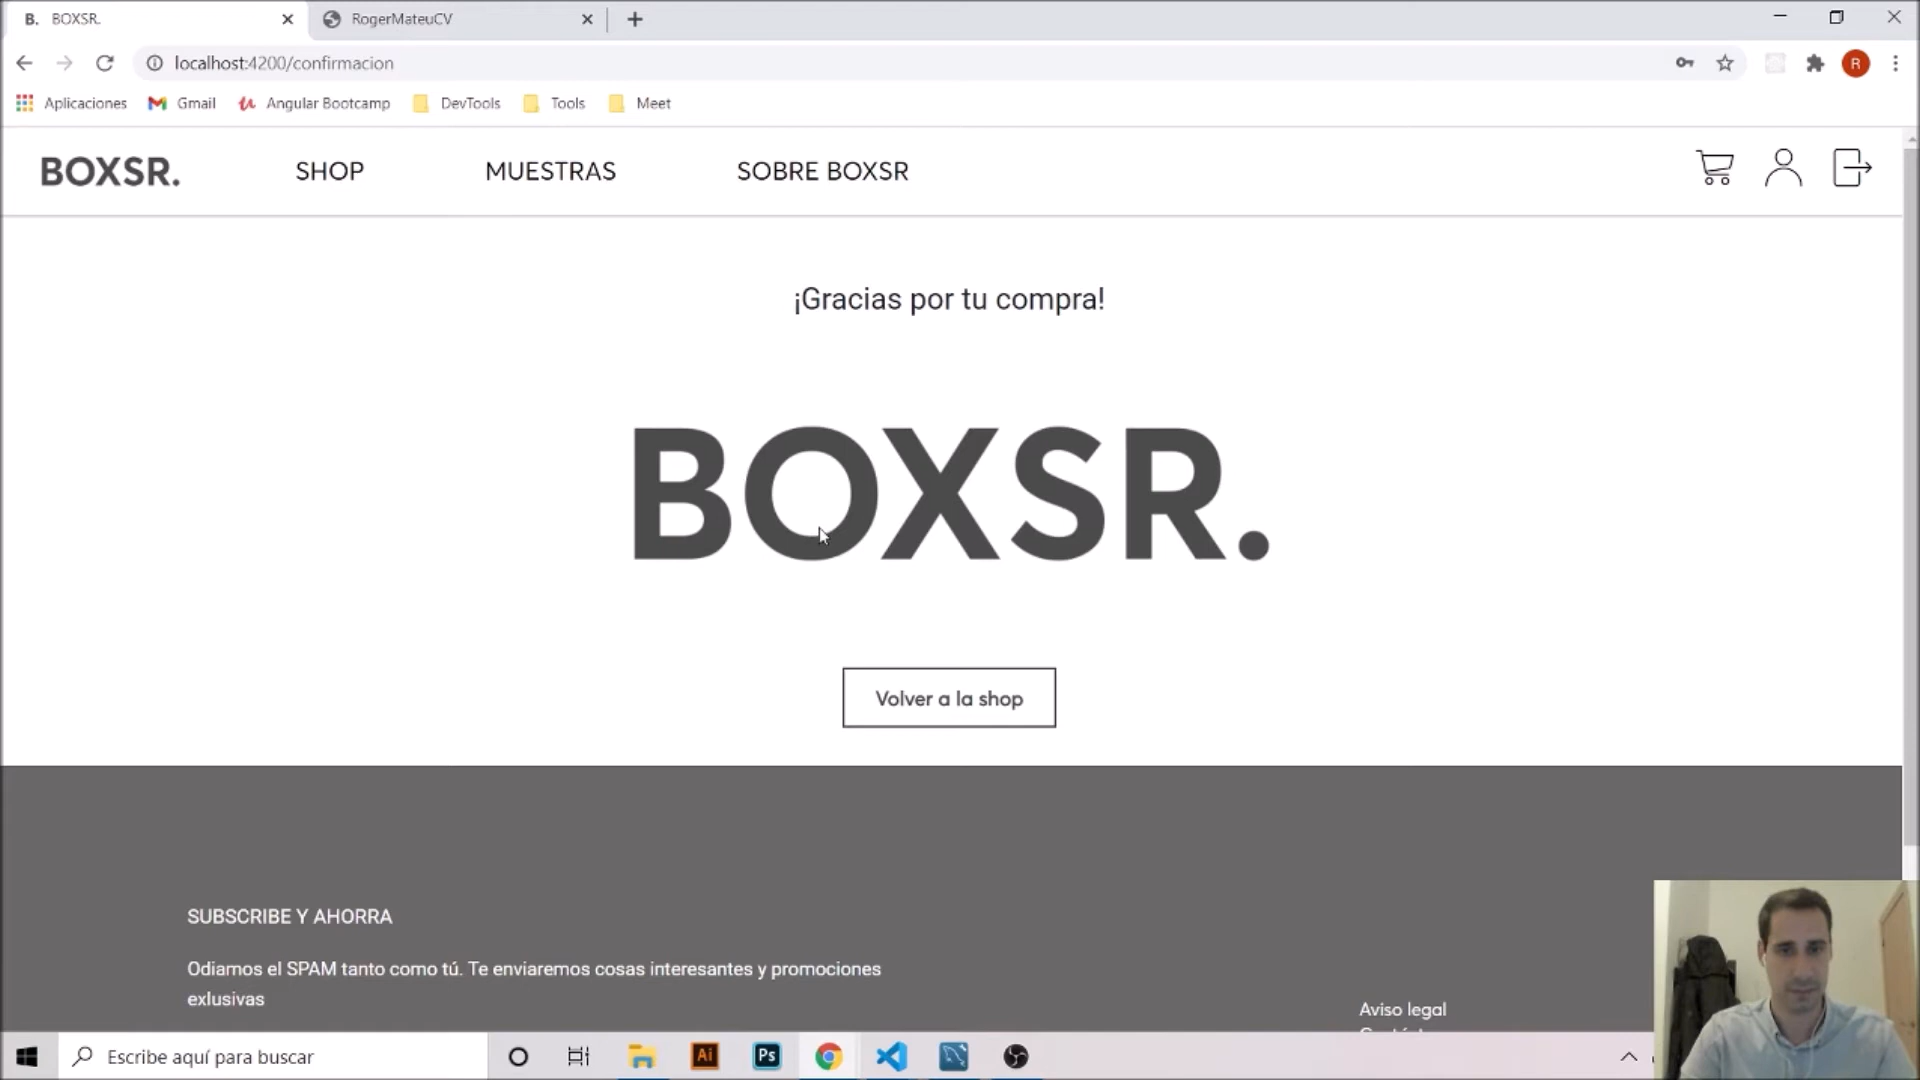 B. BOXSR.
RogerMateuCV
localhost:4200/confirmacion
R
Aplicaciones
Gmail
Angular Bootcamp
DevTools
Tools
Meet
BOXSR.
SHOP
MUESTRAS
SOBRE BOXSR
¡Gracias por tu compra!
BOXSR.
Volver a la shop
SUBSCRIBE Y AHORRA
Odiamos el SPAM tanto como tú. Te enviaremos cosas interesantes y promociones
exlusivas
Aviso legal
Escribe aquí para buscar
Ai
Ps